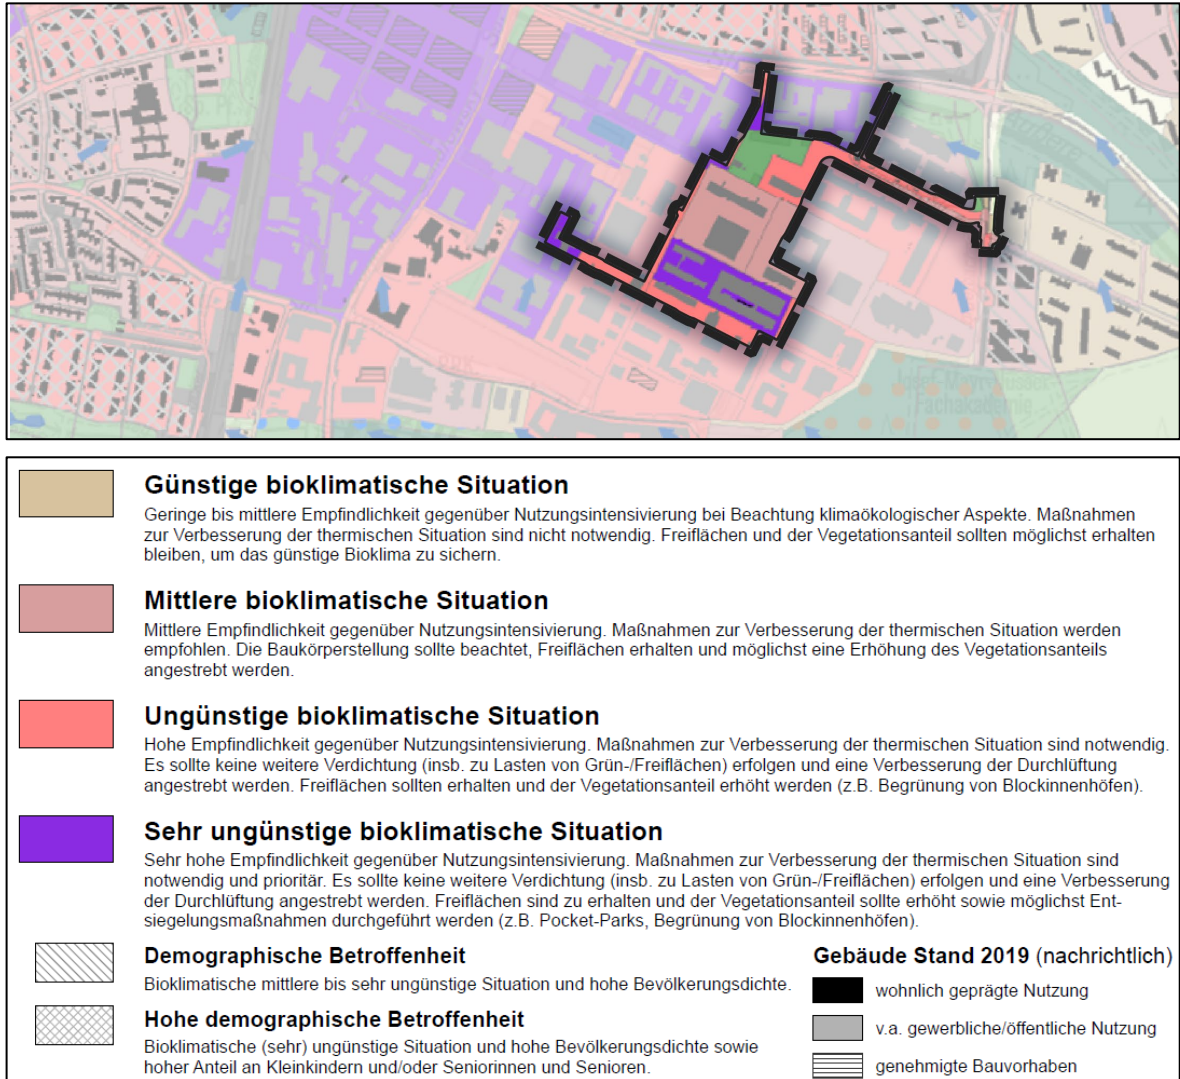 Fachakademie
Günstige bioklimatische Situation
Geringe bis mittlere Empfindlichkeit gegenüber Nutzungsintensivierung bei Beachtung klimaökologischer Aspekte. Maßnahmen
zur Verbesserung der thermischen Situation sind nicht notwendig. Freiflächen und der Vegetationsanteil sollten möglichst erhalten
bleiben, um das günstige Bioklima zu sichern.
Mittlere bioklimatische Situation
Mittlere Empfindlichkeit gegenüber Nutzungsintensivierung. Maßnahmen zur Verbesserung der thermischen Situation werden
empfohlen. Die Baukörperstellung sollte beachtet, Freiflächen erhalten und möglichst eine Erhöhung des Vegetationsanteils
angestrebt werden.
Ungünstige bioklimatische Situation
Hohe Empfindlichkeit gegenüber Nutzungsintensivierung. Maßnahmen zur Verbesserung der thermischen Situation sind notwendig.
Es sollte keine weitere Verdichtung (insb. zu Lasten von Grün-/Freiflächen) erfolgen und eine Verbesserung der Durchlüftung
angestrebt werden. Freiflächen sollten erhalten und der Vegetationsanteil erhöht werden (z.B. Begrünung von Blockinnenhöfen).
Sehr ungünstige bioklimatische Situation
Sehr hohe Empfindlichkeit gegenüber Nutzungsintensivierung. Maßnahmen zur Verbesserung der thermischen Situation sind
notwendig und prioritär. Es sollte keine weitere Verdichtung (insb. zu Lasten von Grün-/Freiflächen) erfolgen und eine Verbesserung
der Durchlüftung angestrebt werden. Freiflächen sind zu erhalten und der Vegetationsanteil sollte erhöht sowie möglichst Ent-
siegelungsmaßnahmen durchgeführt werden (z.B. Pocket-Parks, Begrünung von Blockinnenhöfen).
Demographische Betroffenheit
Bioklimatische mittlere bis sehr ungünstige Situation und hohe Bevölkerungsdichte.
Hohe demographische Betroffenheit
Bioklimatische (sehr) ungünstige Situation und hohe Bevölkerungsdichte sowie
hoher Anteil an Kleinkindern und/oder Seniorinnen und Senioren.
Gebäude Stand 2019 (nachrichtlich)
wohnlich geprägte Nutzung
v.a. gewerbliche/öffentliche Nutzung
genehmigte Bauvorhaben